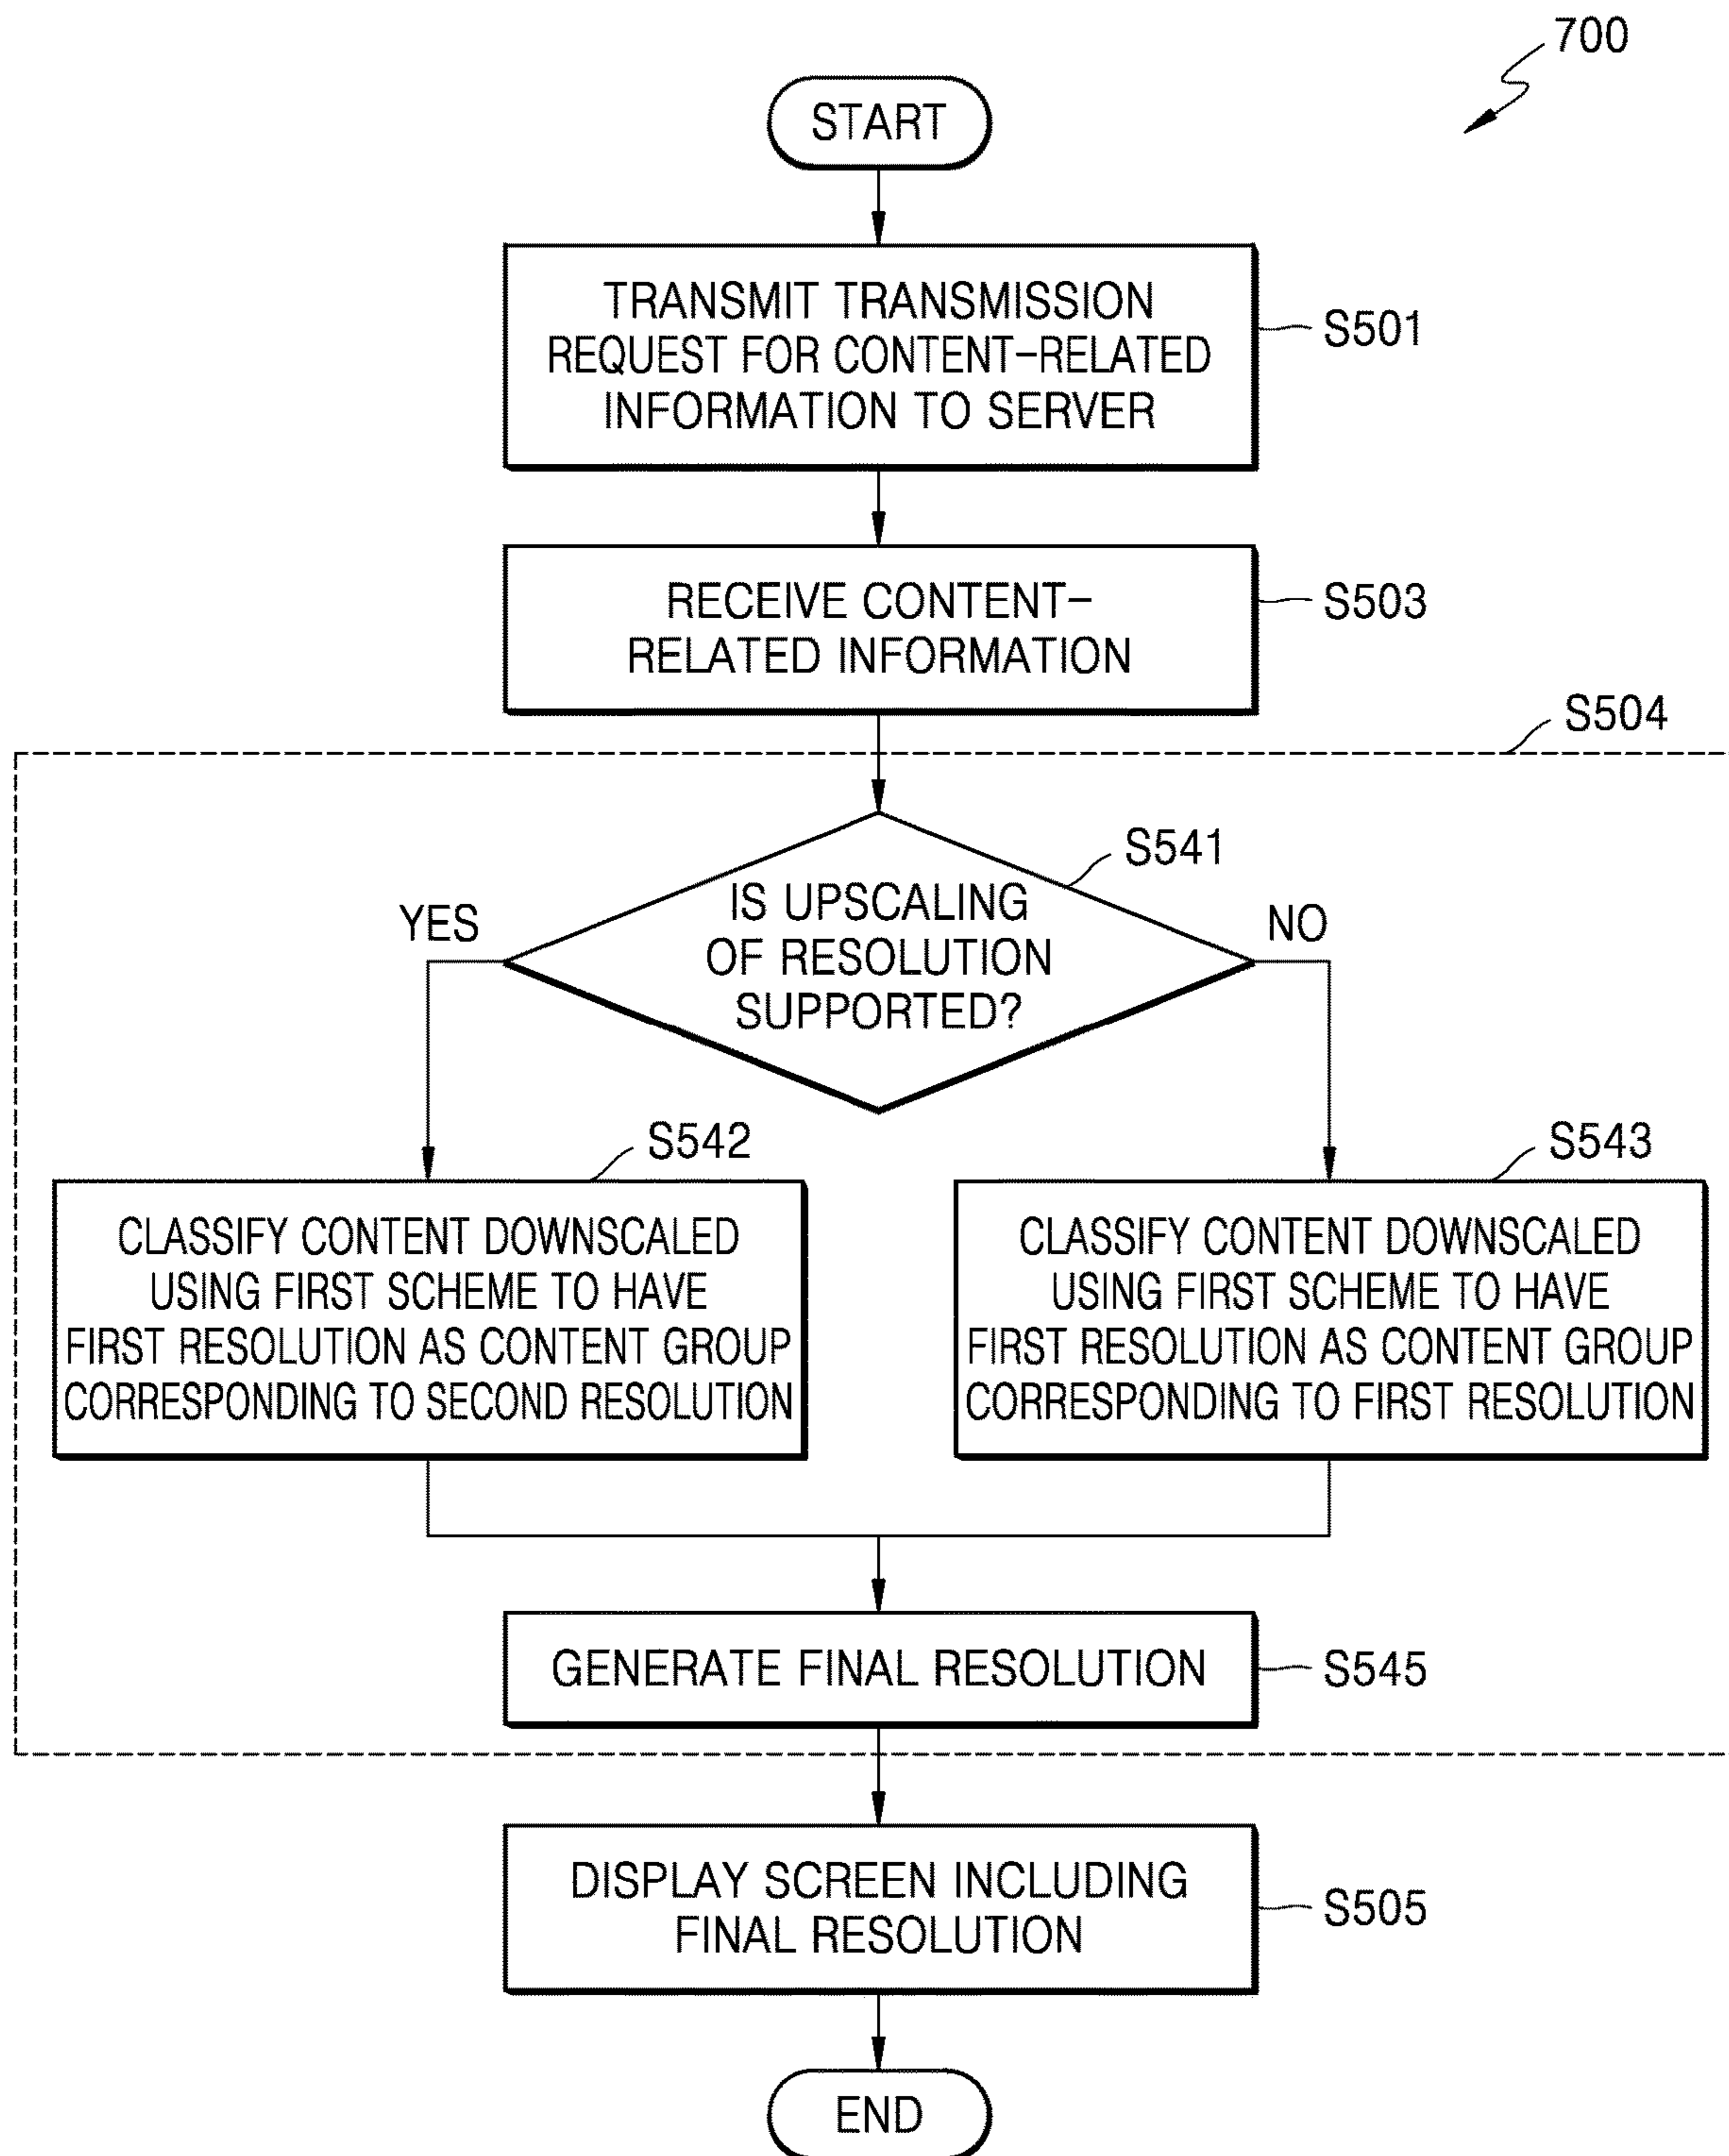 700
START
TRANSMIT TRANSMISSION
REQUEST FOR CONTENT-RELATED
INFORMATION TO SERVER
S501
RECEIVE CONTENT-
RELATED INFORMATION
S503
S504
S541
IS UPSCALING
OF RESOLUTION
SUPPORTED?
YES
NO
S542
CLASSIFY CONTENT DOWNSCALED
USING FIRST SCHEME TO HAVE
FIRST RESOLUTION AS CONTENT GROUP
CORRESPONDING TO SECOND RESOLUTION
S543
CLASSIFY CONTENT DOWNSCALED
USING FIRST SCHEME TO HAVE
FIRST RESOLUTION AS CONTENT GROUP
CORRESPONDING TO FIRST RESOLUTION
GENERATE FINAL RESOLUTION
S545
DISPLAY SCREEN INCLUDING
FINAL RESOLUTION
S505
END